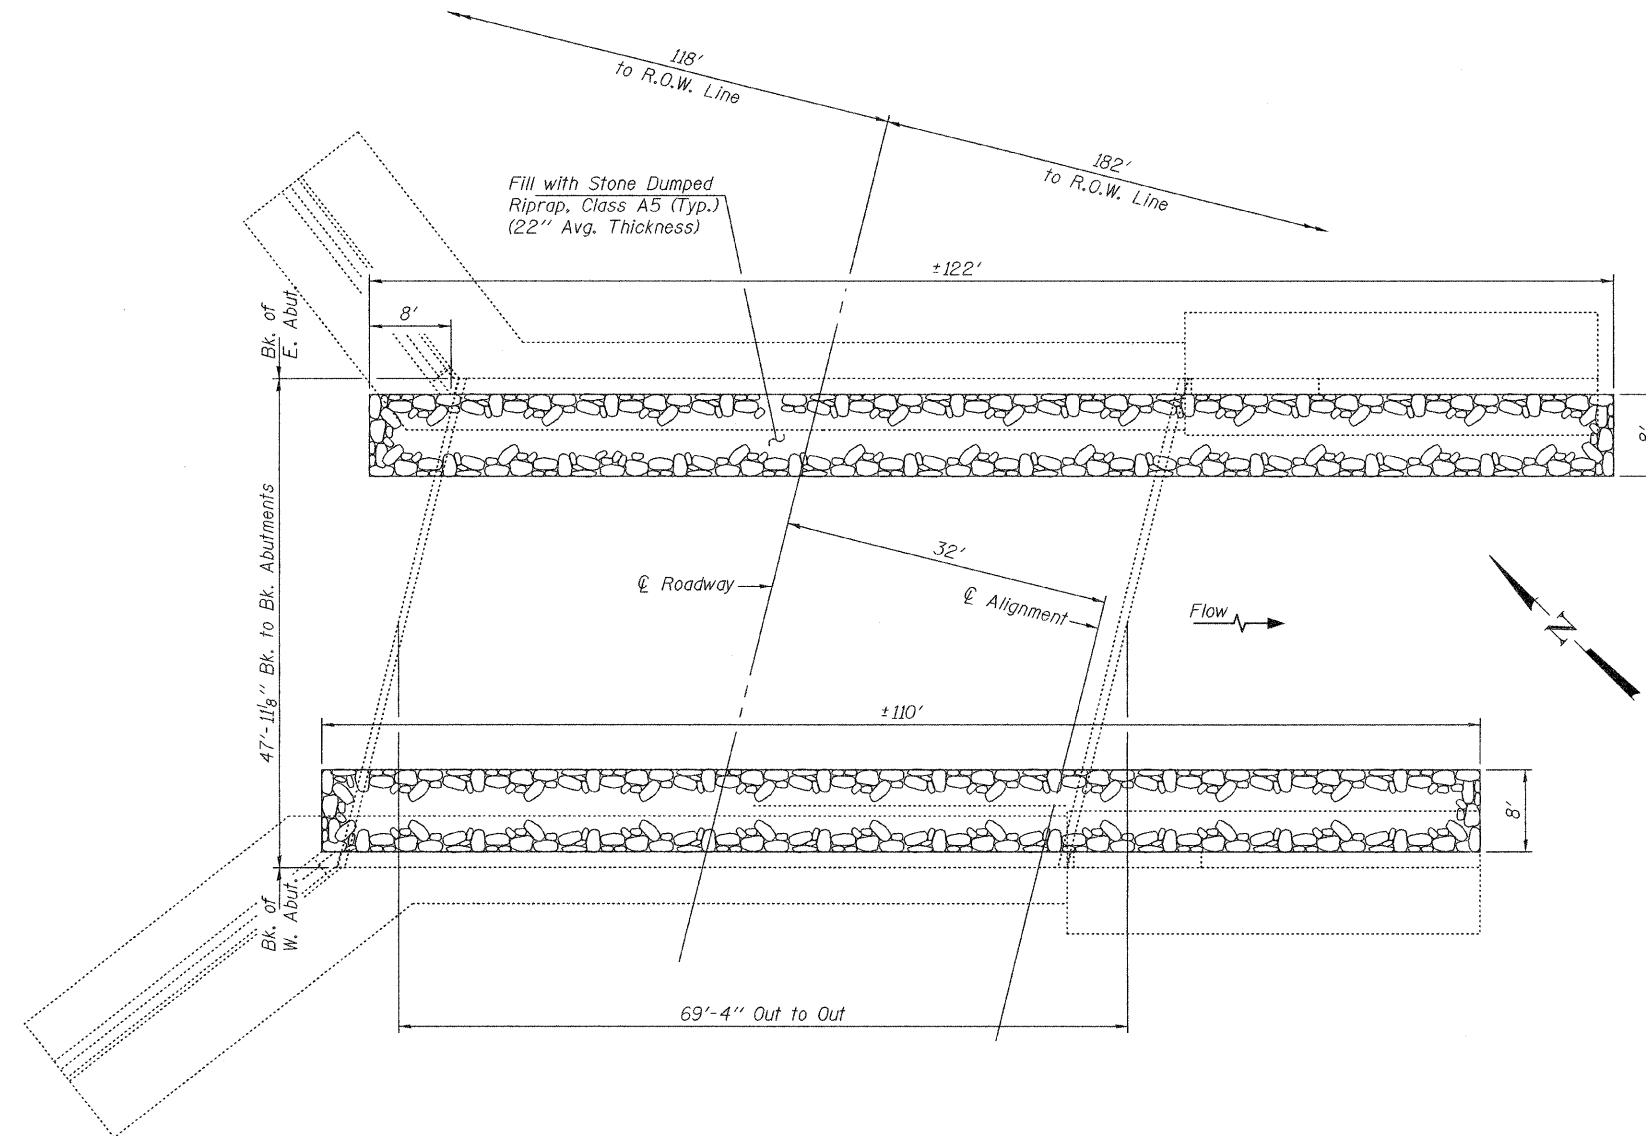 118'
to R.O.W. Line
182'
to R.O.W. Line
Fill with Stone Dumped
Riprap, Class A5 (Typ.)
(22" Avg. Thickness)
±122'
8'
Bk. of
E. Abut.
8'
47'-11⅛" Bk. to Bk. Abutments
32'
℄ Roadway
℄ Alignment
Flow
N
±110'
8'
Bk. of
W. Abut.
69'-4" Out to Out